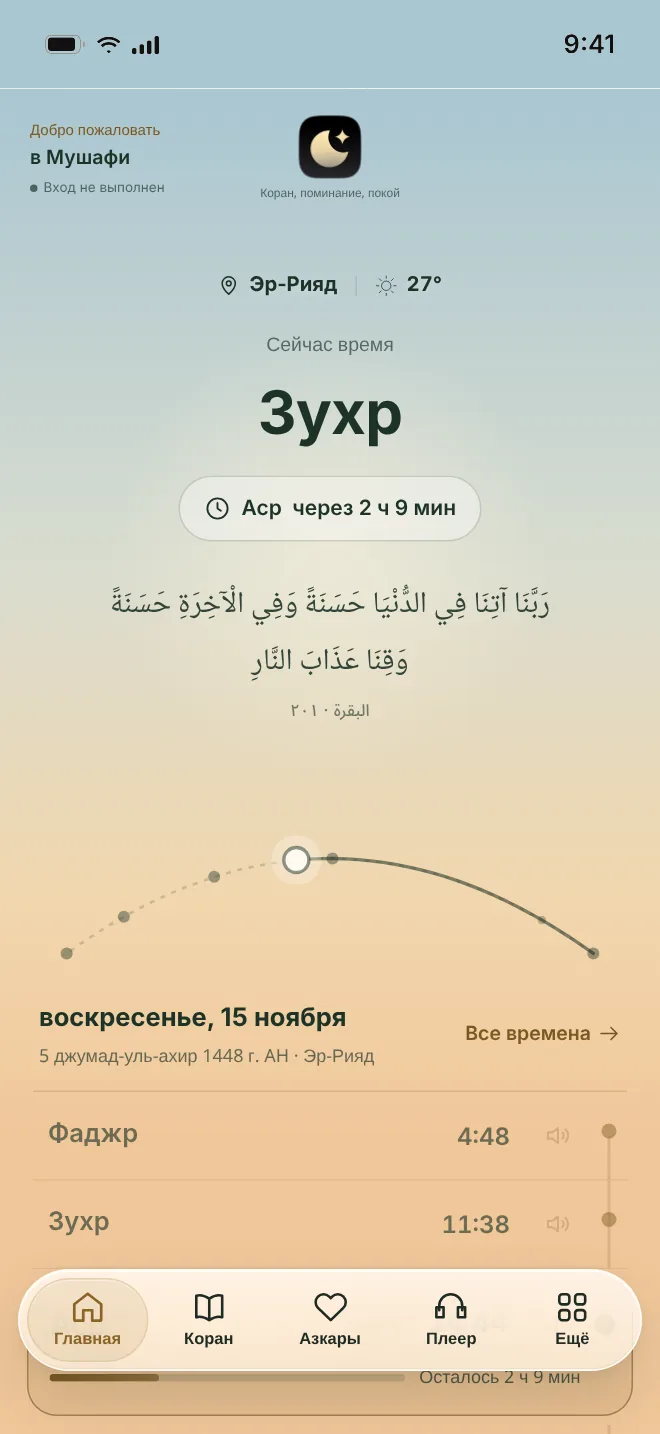 9:41
Добро пожаловать
в Мушафи
Вход не выполнен
Коран, поминание, покой
Эр-Рияд
27°
Сейчас время
Зухр
Аср через 2 ч 9 мин
رَبَّنَا آتِنَا فِي الدُّنْيَا حَسَنَةً وَفِي الْآخِرَةِ حَسَنَةً
وَقِنَا عَذَابَ النَّارِ
البقرة · ٢٠١
воскресенье, 15 ноября
Все времена →
5 джумад-уль-ахир 1448 г. AH · Эр-Рияд
Фаджр 4:48
Зухр 11:38
Главная
Коран
Азкары
Плеер
Ещё
Осталось 2 ч 9 мин